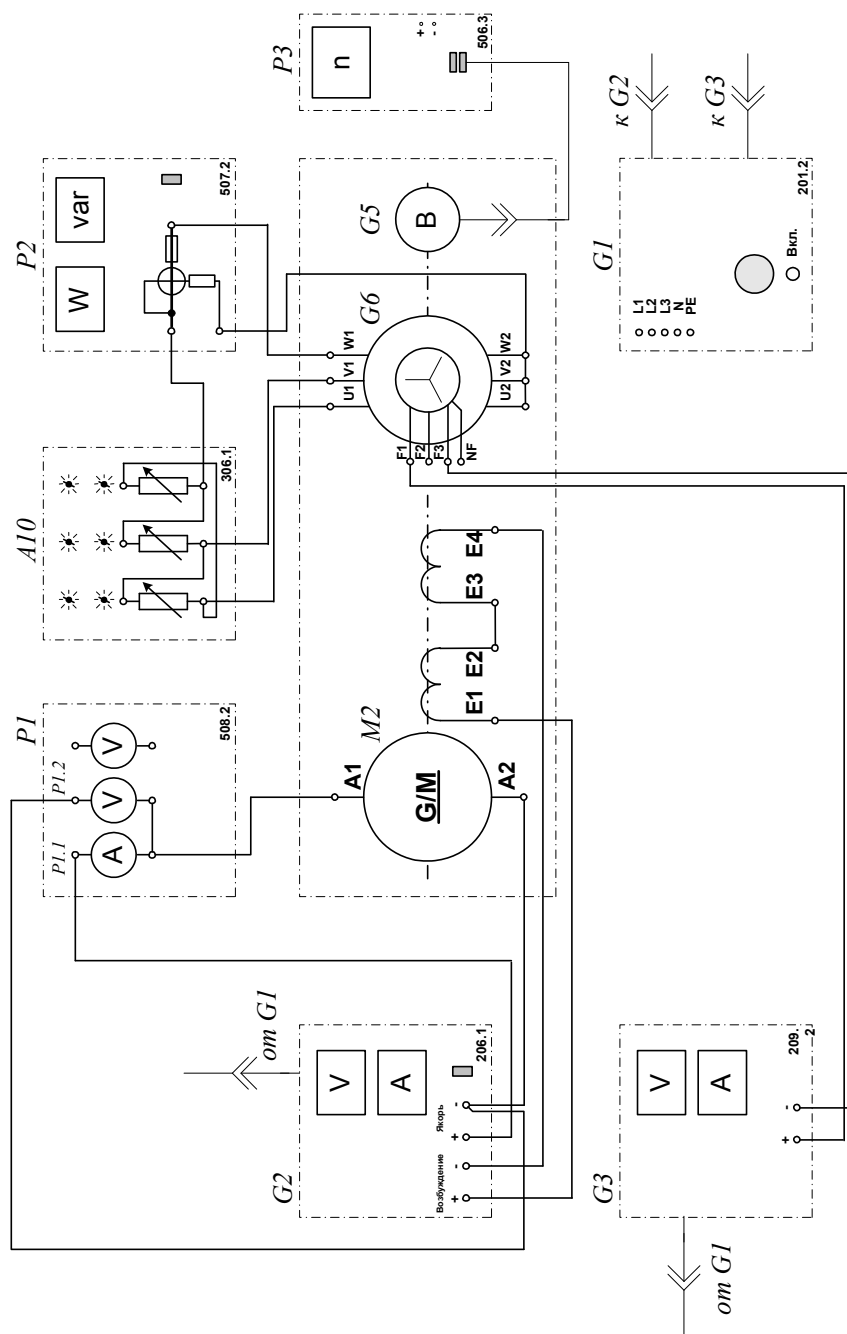 P1
P1.1
P1.2
A
V
V
508.2
A10
306.1
P2
W
var
507.2
P3
n
+
-
506.3
от G1
G2
V
A
206.1
Возбуждение
Якорь
+
-
+
-
M2
A1
G/M
A2
E1
E2
E3
E4
G6
U1
V1
W1
F1
F2
F3
NF
U2
V2
W2
G5
B
от G1
G3
V
A
209.
2
+
-
G1
L1
L2
L3
N
PE
Вкл.
201.2
к G2
к G3